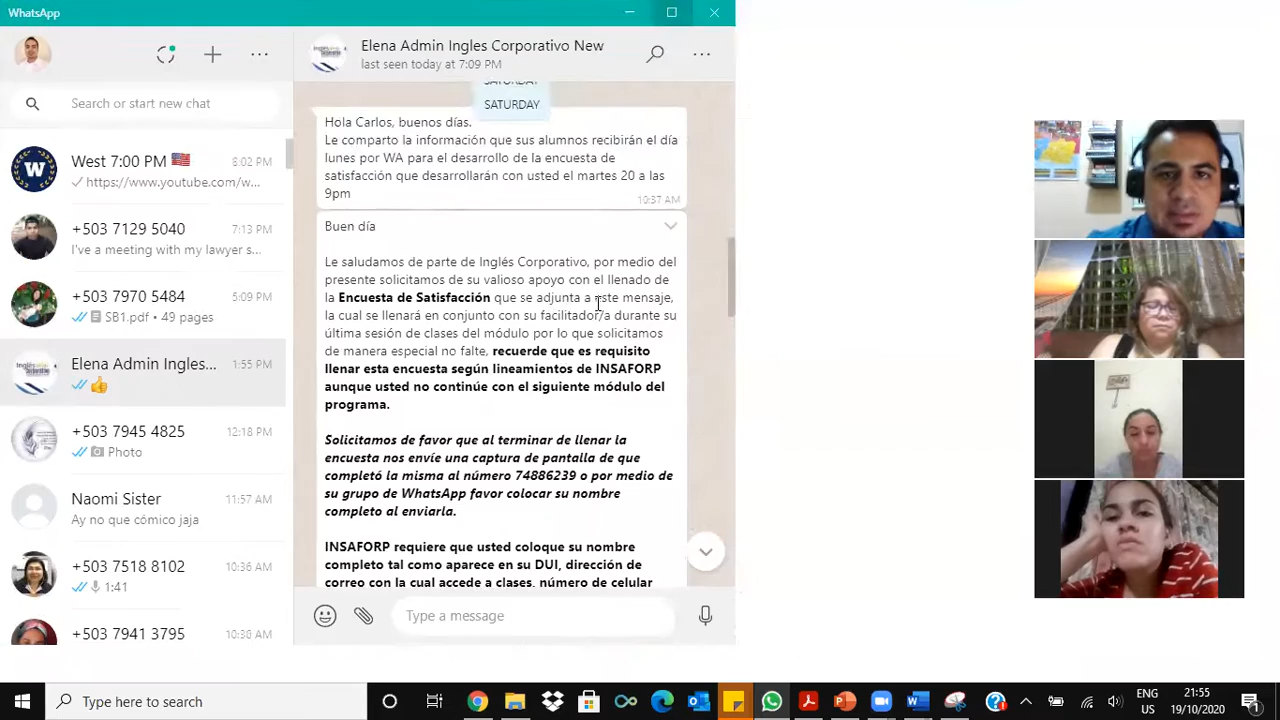 WhatsApp
Elena Admin Ingles Corporativo New
last seen today at 7:09 PM
Search or start new chat
West 7:00 PM
8:02 PM
https://www.youtube.com/w...
+503 7129 5040
7:13 PM
I've a meeting with my lawyer s...
+503 7970 5484
5:09 PM
SB1.pdf • 49 pages
Elena Admin Ingles...
1:55 PM
+503 7945 4825
12:18 PM
Photo
Naomi Sister
11:57 AM
Ay no que cómico jaja
+503 7518 8102
10:36 AM
1:41
+503 7941 3795
10:30 AM
SATURDAY
SATURDAY
Hola Carlos, buenos días.
Le comparto la información que sus alumnos recibirán el día
lunes por WA para el desarrollo de la encuesta de
satisfacción que desarrollarán con usted el martes 20 a las
9pm
10:37 AM
Buen día
Le saludamos de parte de Inglés Corporativo, por medio del
presente solicitamos de su valioso apoyo con el llenado de
la Encuesta de Satisfacción que se adjunta a este mensaje,
la cual se llenará en conjunto con su facilitador/a durante su
última sesión de clases del módulo por lo que solicitamos
de manera especial no falte, recuerde que es requisito
llenar esta encuesta según lineamientos de INSAFORP
aunque usted no continúe con el siguiente módulo del
programa.
Solicitamos de favor que al terminar de llenar la
encuesta nos envíe una captura de pantalla de que
completó la misma al número 74886239 o por medio de
su grupo de WhatsApp favor colocar su nombre
completo al enviarla.
INSAFORP requiere que usted coloque su nombre
completo tal como aparece en su DUI, dirección de
correo con la cual accede a clases, número de celular
Type a message
Type here to search
ENG
US
21:55
19/10/2020